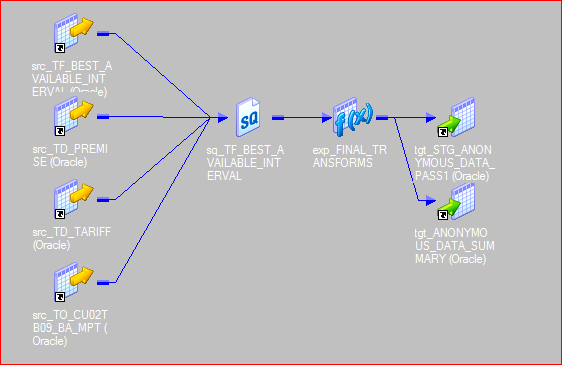 src_TF_BEST_A
VAILABLE_INT
ERVAL (Oracle)
src_TD_PREMI
SE (Oracle)
src_TD_TARIFF
(Oracle)
src_TO_CU02T
B09_BA_MPT (
Oracle)
sq
sq_TF_BEST_A
VAILABLE_INT
ERVAL
f(x)
exp_FINAL_TR
ANSFORMS
tgt_STG_ANON
YMOUS_DATA_
PASS1 (Oracle)
tgt_ANONYMO
US_DATA_SUM
MARY (Oracle)